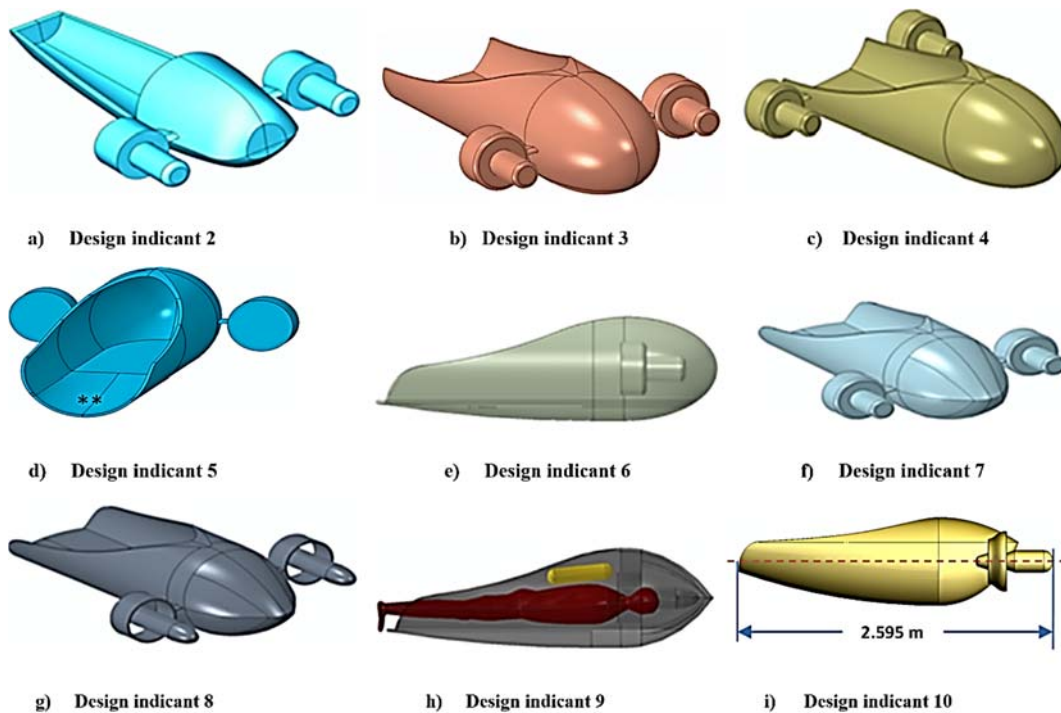 a) Design indicant 2
b) Design indicant 3
c) Design indicant 4
**
d) Design indicant 5
e) Design indicant 6
f) Design indicant 7
2.595 m
g) Design indicant 8
h) Design indicant 9
i) Design indicant 10